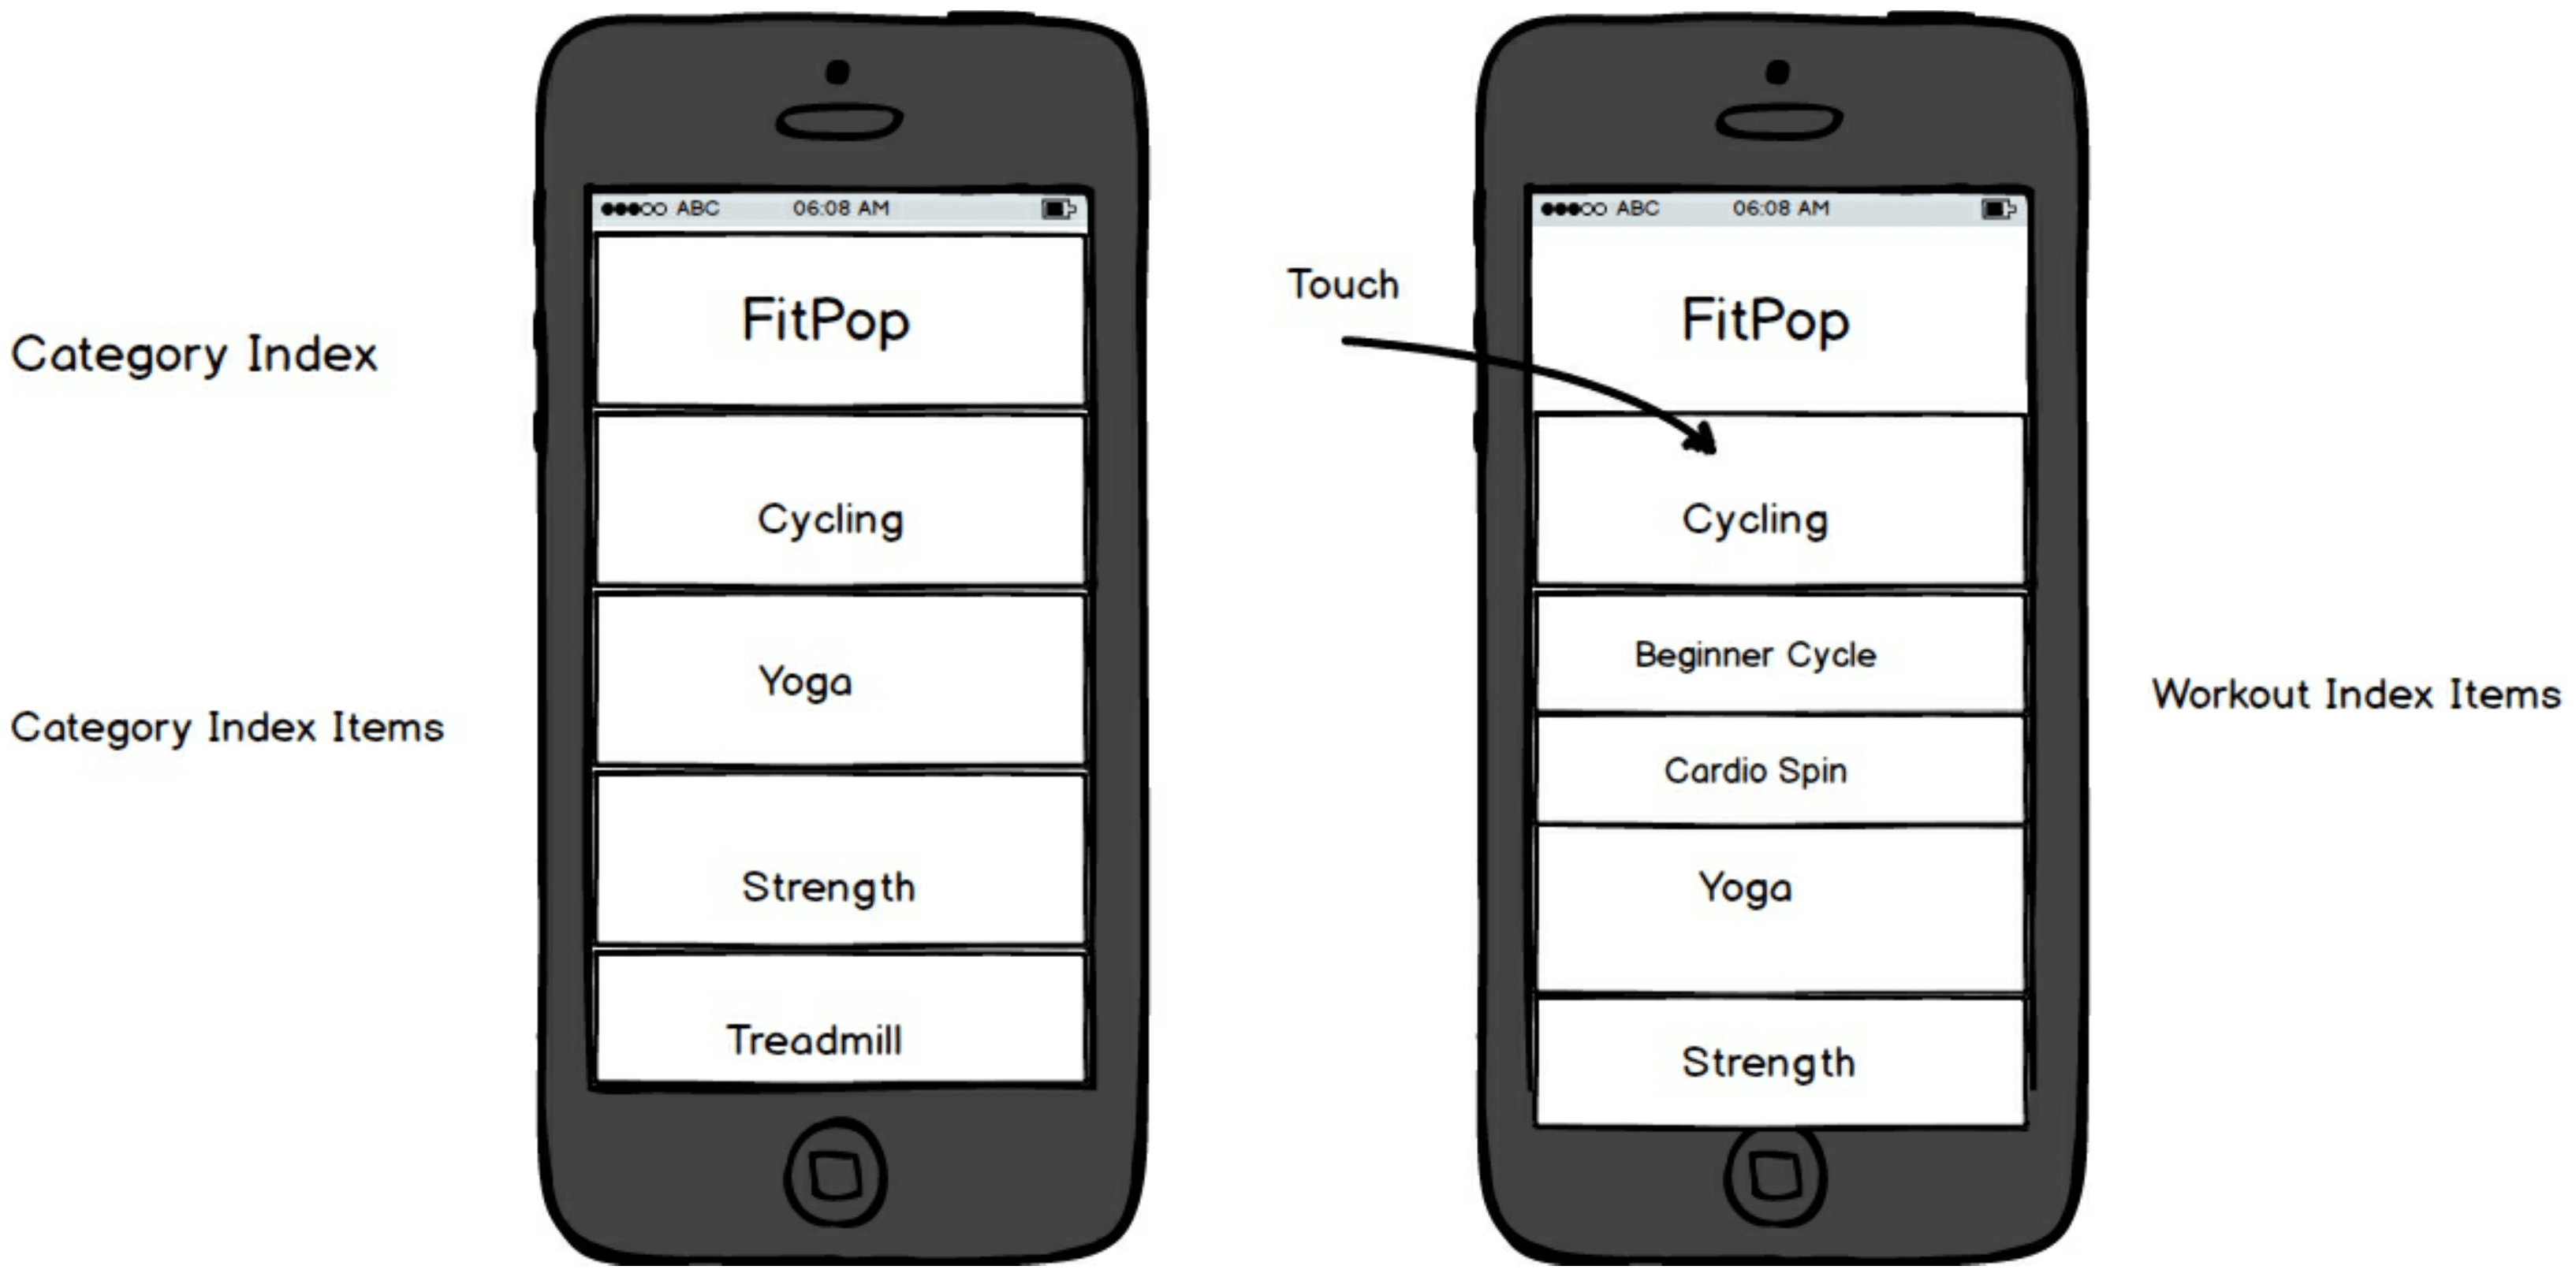 Category Index
Category Index Items
ABC 06:08 AM
FitPop
Cycling
Yoga
Strength
Treadmill
Touch
ABC 06:08 AM
FitPop
Cycling
Beginner Cycle
Cardio Spin
Yoga
Strength
Workout Index Items